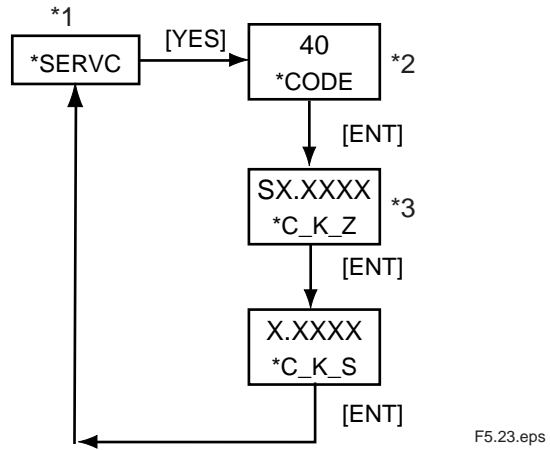 *1
*SERVC
[YES]
40
*CODE
*2
[ENT]
SX.XXXX
*C_K_Z
*3
[ENT]
X.XXXX
*C_K_S
[ENT]
F5.23.eps